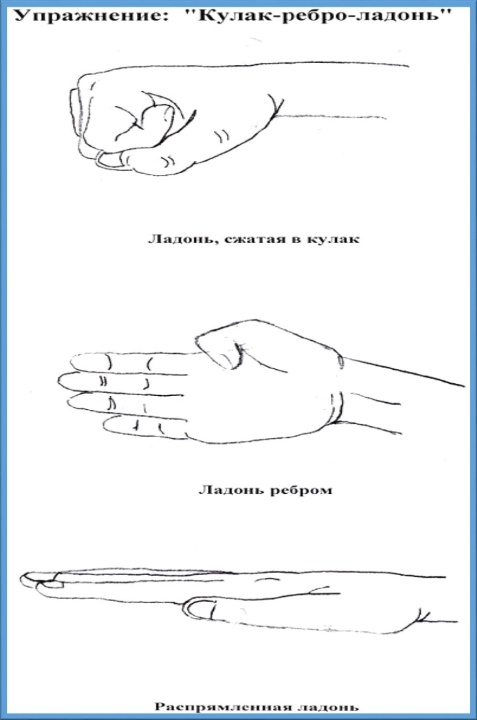 Упражнение: "Кулак-ребро-ладонь"
Ладонь, сжатая в кулак
Ладонь ребром
Распрямленная ладонь